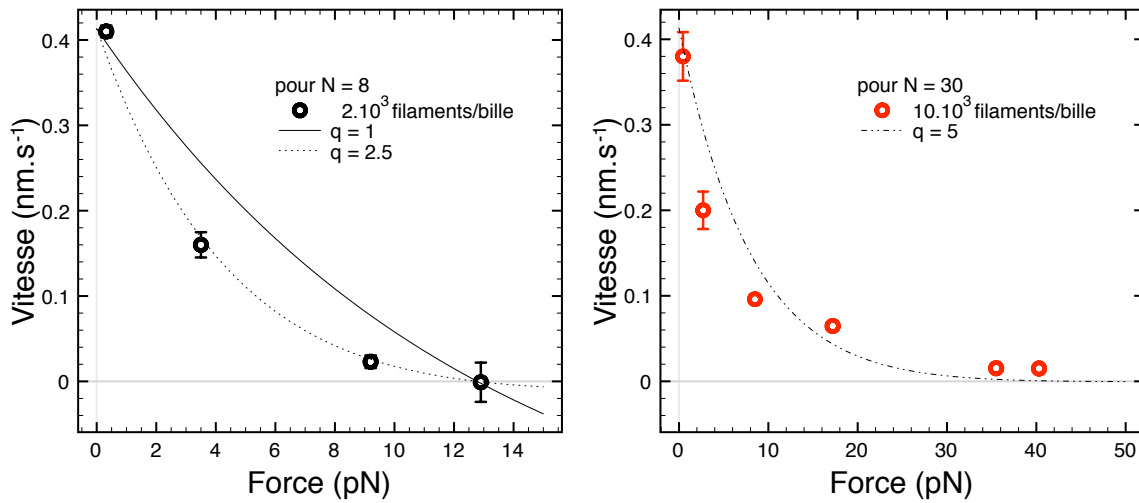 0.4
0.3
0.2
0.1
0
Vitesse (nm.s⁻¹)
pour N = 8
2.10³ filaments/bille
q = 1
q = 2.5
0 2 4 6 8 10 12 14
Force (pN)
0.4
0.3
0.2
0.1
0
Vitesse (nm.s⁻¹)
pour N = 30
10.10³ filaments/bille
q = 5
0 10 20 30 40 50
Force (pN)